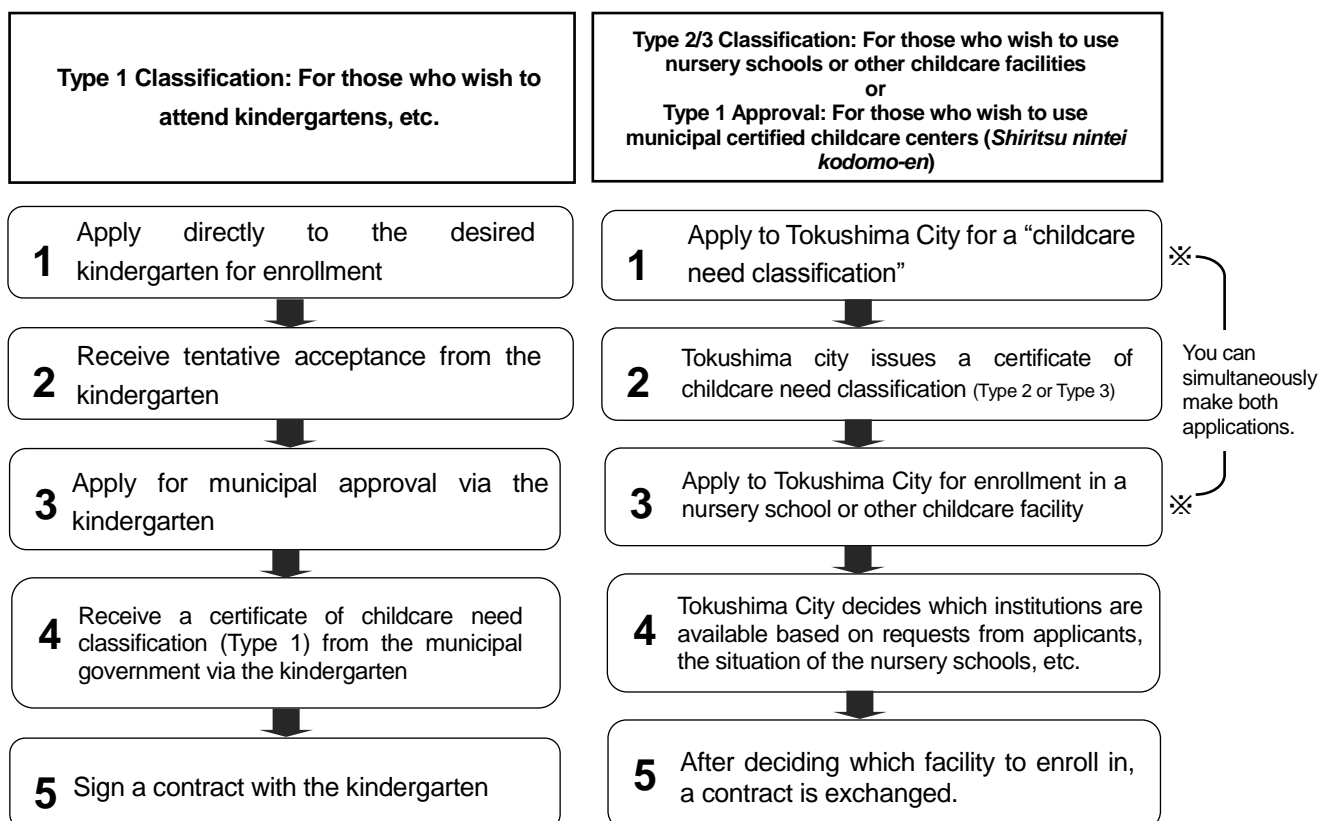 Type 1 Classification: For those who wish to
attend kindergartens, etc.
1
Apply directly to the desired
kindergarten for enrollment
2
Receive tentative acceptance from the
kindergarten
3
Apply for municipal approval via the
kindergarten
4
Receive a certificate of childcare need
classification (Type 1) from the municipal
government via the kindergarten
5
Sign a contract with the kindergarten
Type 2/3 Classification: For those who wish to use
nursery schools or other childcare facilities
or
Type 1 Approval: For those who wish to use
municipal certified childcare centers (Shiritsu nintei
kodomo-en)
1
Apply to Tokushima City for a “childcare
need classification”
※
2
Tokushima city issues a certificate of
childcare need classification (Type 2 or Type 3)
3
Apply to Tokushima City for enrollment in a
nursery school or other childcare facility
※
You can
simultaneously
make both
applications.
4
Tokushima City decides which institutions are
available based on requests from applicants,
the situation of the nursery schools, etc.
5
After deciding which facility to enroll in,
a contract is exchanged.